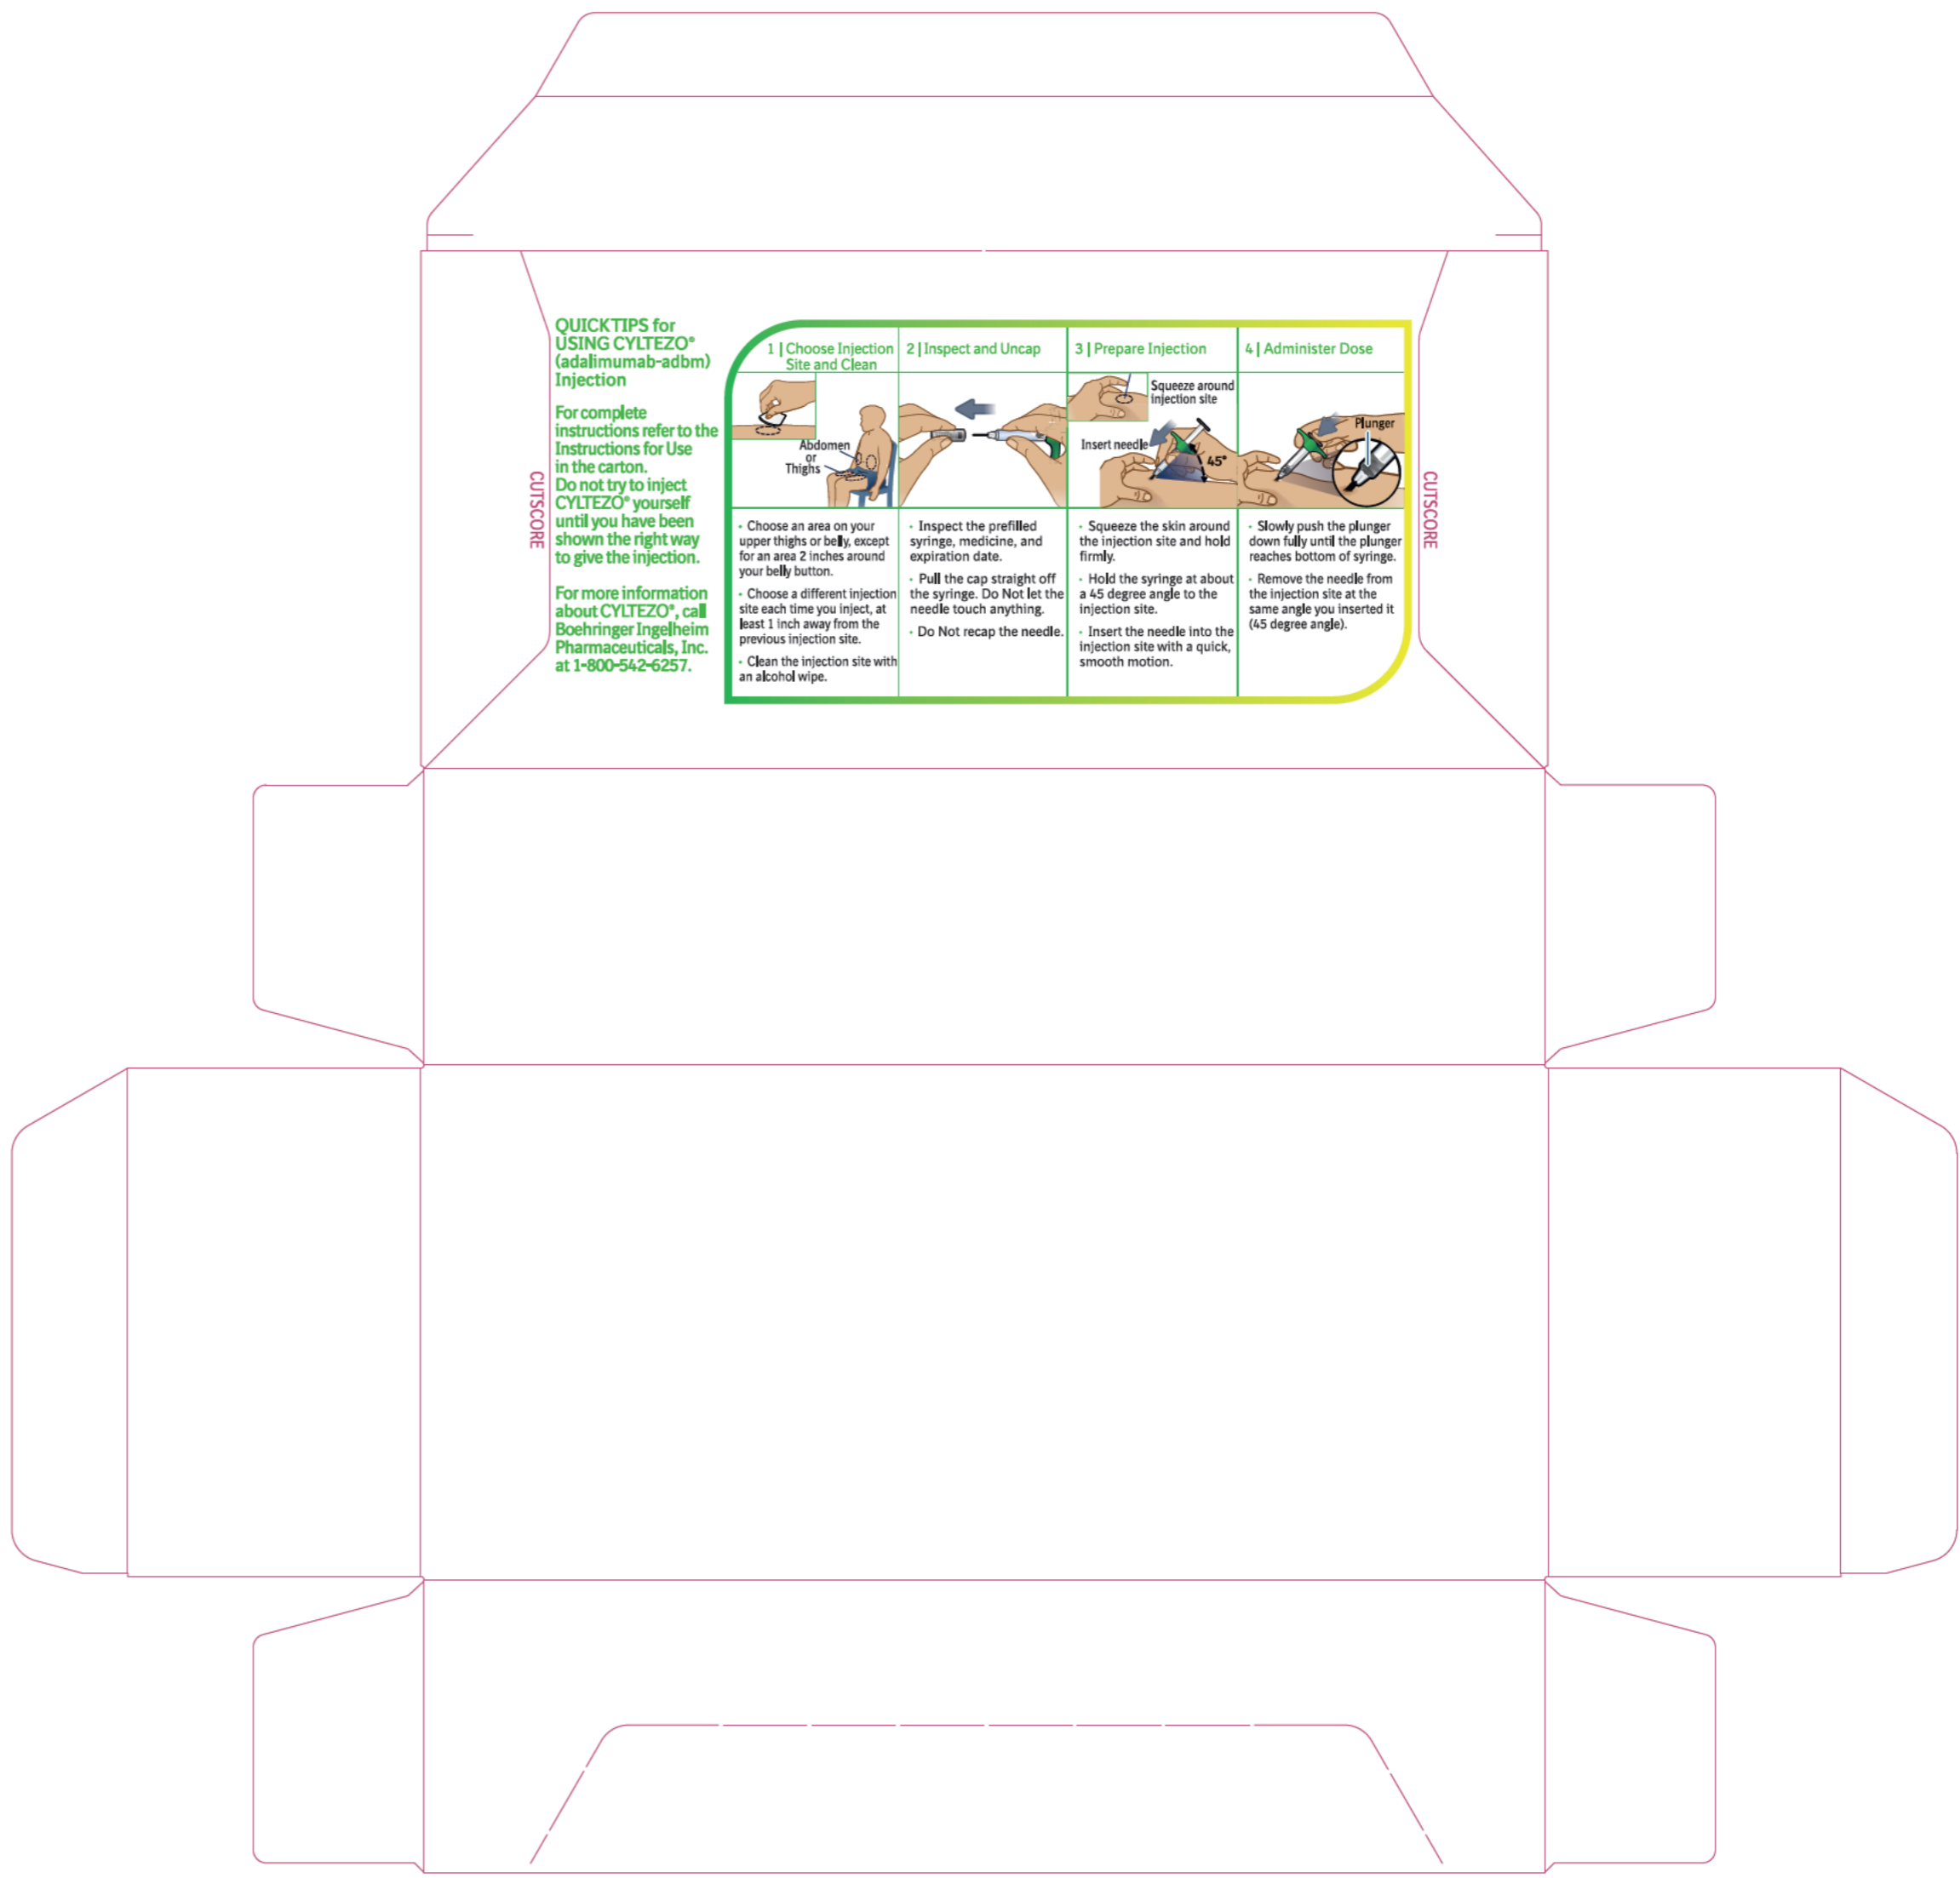 QUICKTIPS for
USING CYLTEZO®
(adalimumab-adbm)
Injection
For complete
instructions refer to the
Instructions for Use
in the carton.
Do not try to inject
CYLTEZO® yourself
until you have been
shown the right way
to give the injection.
For more information
about CYLTEZO®, call
Boehringer Ingelheim
Pharmaceuticals, Inc.
at 1-800-542-6257.
CUTSCORE
1 | Choose Injection
Site and Clean
Abdomen
or
Thighs
• Choose an area on your
upper thighs or belly, except
for an area 2 inches around
your belly button.
• Choose a different injection
site each time you inject, at
least 1 inch away from the
previous injection site.
• Clean the injection site with
an alcohol wipe.
2 | Inspect and Uncap
• Inspect the prefilled
syringe, medicine, and
expiration date.
• Pull the cap straight off
the syringe. Do Not let the
needle touch anything.
• Do Not recap the needle.
3 | Prepare Injection
Squeeze around
injection site
Insert needle
45°
• Squeeze the skin around
the injection site and hold
firmly.
• Hold the syringe at about
a 45 degree angle to the
injection site.
• Insert the needle into the
injection site with a quick,
smooth motion.
4 | Administer Dose
Plunger
• Slowly push the plunger
down fully until the plunger
reaches bottom of syringe.
• Remove the needle from
the injection site at the
same angle you inserted it
(45 degree angle).
CUTSCORE